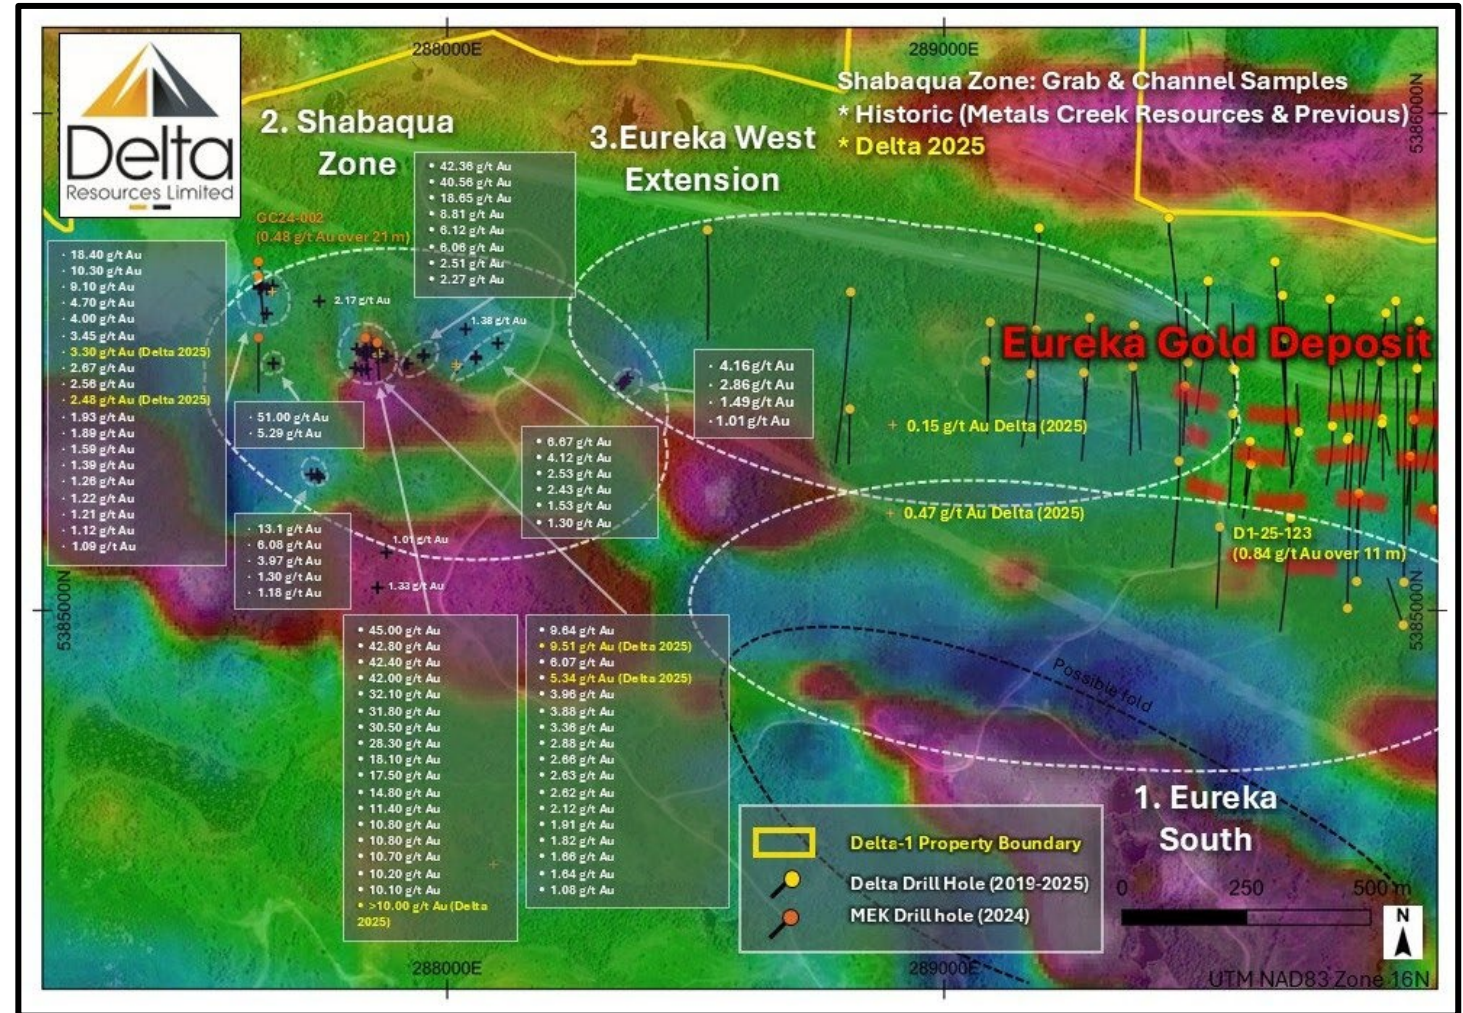 Delta
Resources Limited
288000E
289000E
5386000N
5386000N
Shabaqua Zone: Grab & Channel Samples
* Historic (Metals Creek Resources & Previous)
* Delta 2025
2. Shabaqua
Zone
3.Eureka West
Extension
GC24-002
(0.48 g/t Au over 21 m)
• 42.36 g/t Au
• 40.56 g/t Au
• 18.65 g/t Au
• 8.81 g/t Au
• 6.12 g/t Au
• 6.06 g/t Au
• 2.51 g/t Au
• 2.27 g/t Au
· 18.40 g/t Au
· 10.30 g/t Au
· 9.10 g/t Au
· 4.70 g/t Au
· 4.00 g/t Au
· 3.45 g/t Au
· 3.30 g/t Au (Delta 2025)
· 2.67 g/t Au
· 2.56 g/t Au
· 2.48 g/t Au (Delta 2025)
· 1.93 g/t Au
· 1.89 g/t Au
· 1.59 g/t Au
· 1.39 g/t Au
· 1.26 g/t Au
· 1.22 g/t Au
· 1.21 g/t Au
· 1.12 g/t Au
· 1.09 g/t Au
2.17 g/t Au
1.38 g/t Au
Eureka Gold Deposit
· 4.16 g/t Au
· 2.86 g/t Au
· 1.49 g/t Au
· 1.01 g/t Au
· 51.00 g/t Au
· 5.29 g/t Au
0.15 g/t Au Delta (2025)
• 6.67 g/t Au
• 4.12 g/t Au
• 2.53 g/t Au
• 2.43 g/t Au
• 1.53 g/t Au
• 1.30 g/t Au
0.47 g/t Au Delta (2025)
D1-25-123
(0.84 g/t Au over 11 m)
· 13.1 g/t Au
· 6.08 g/t Au
· 3.97 g/t Au
· 1.30 g/t Au
· 1.18 g/t Au
1.01 g/t Au
1.33 g/t Au
5385000N
5385000N
• 45.00 g/t Au
• 42.80 g/t Au
• 42.40 g/t Au
• 42.00 g/t Au
• 32.10 g/t Au
• 31.80 g/t Au
• 30.50 g/t Au
• 28.30 g/t Au
• 18.10 g/t Au
• 17.50 g/t Au
• 14.80 g/t Au
• 11.40 g/t Au
• 10.80 g/t Au
• 10.80 g/t Au
• 10.70 g/t Au
• 10.20 g/t Au
• 10.10 g/t Au
• >10.00 g/t Au (Delta
2025)
• 9.64 g/t Au
• 9.51 g/t Au (Delta 2025)
• 6.07 g/t Au
• 5.34 g/t Au (Delta 2025)
• 3.96 g/t Au
• 3.88 g/t Au
• 3.36 g/t Au
• 2.88 g/t Au
• 2.66 g/t Au
• 2.63 g/t Au
• 2.62 g/t Au
• 2.12 g/t Au
• 1.91 g/t Au
• 1.82 g/t Au
• 1.66 g/t Au
• 1.64 g/t Au
• 1.08 g/t Au
Possible fold
1. Eureka
South
Delta-1 Property Boundary
Delta Drill Hole (2019-2025)
MEK Drill hole (2024)
0 250 500 m
N
288000E
289000E
UTM NAD83 Zone 16N